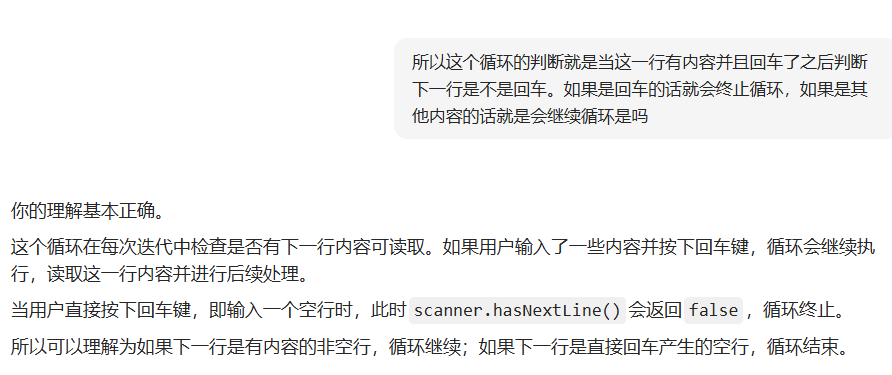 所以这个循环的判断就是当这一行有内容并且回车了之后判断
下一行是不是回车。如果是回车的话就会终止循环，如果是其
他内容的话就是会继续循环是吗
你的理解基本正确。
这个循环在每次迭代中检查是否有下一行内容可读取。如果用户输入了一些内容并按下回车键，循环会继续执
行，读取这一行内容并进行后续处理。
当用户直接按下回车键，即输入一个空行时，此时 scanner.hasNextLine() 会返回 false ，循环终止。
所以可以理解为如果下一行是有内容的非空行，循环继续；如果下一行是直接回车产生的空行，循环结束。